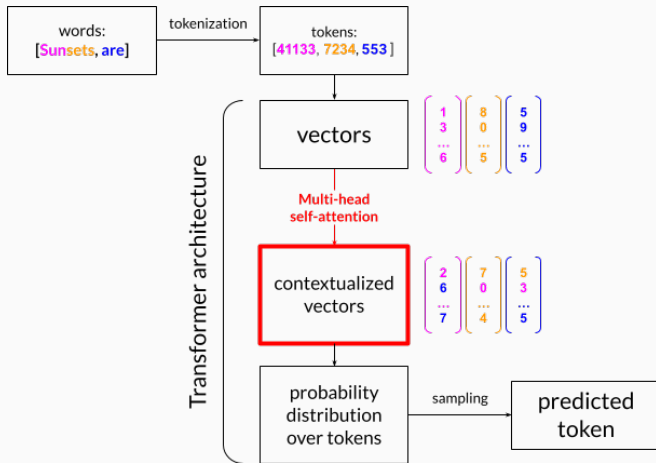 words:
[Sunsets, are]
tokenization
tokens:
[41133, 7234, 553 ]
Transformer architecture
vectors
1 8 5
3 0 9
... ... ...
6 5 5
Multi-head
self-attention
contextualized
vectors
2 7 5
6 0 3
... ... ...
7 4 5
probability
distribution
over tokens
sampling
predicted
token